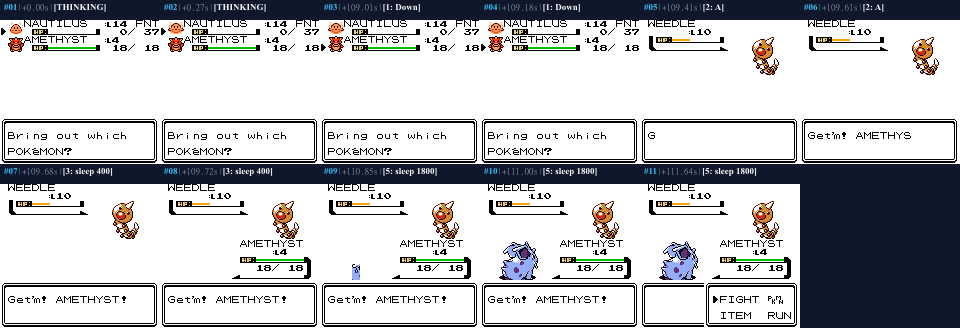 #01 | +0.00s | [THINKING]
NAUTILUS :L14 FNT
HP: 0/ 37
AMETHYST :L4
HP: 18/ 18
Bring out which
POKéMON?
#02 | +0.27s | [THINKING]
NAUTILUS :L14 FNT
HP: 0/ 37
AMETHYST :L4
HP: 18/ 18
Bring out which
POKéMON?
#03 | +109.01s | [1: Down]
NAUTILUS :L14 FNT
HP: 0/ 37
AMETHYST :L4
HP: 18/ 18
Bring out which
POKéMON?
#04 | +109.18s | [1: Down]
NAUTILUS :L14 FNT
HP: 0/ 37
AMETHYST :L4
HP: 18/ 18
Bring out which
POKéMON?
#05 | +109.41s | [2: A]
WEEDLE
:L10
HP:
G
#06 | +109.61s | [2: A]
WEEDLE
:L10
HP:
Get'm! AMETHYS
#07 | +109.68s | [3: sleep 400]
WEEDLE
:L10
HP:
Get'm! AMETHYST!
#08 | +109.72s | [3: sleep 400]
WEEDLE
:L10
HP:
AMETHYST
:L4
HP:
18/ 18
Get'm! AMETHYST!
#09 | +110.85s | [5: sleep 1800]
WEEDLE
:L10
HP:
AMETHYST
:L4
HP:
18/ 18
Get'm! AMETHYST!
#10 | +111.00s | [5: sleep 1800]
WEEDLE
:L10
HP:
AMETHYST
:L4
HP:
18/ 18
Get'm! AMETHYST!
#11 | +111.64s | [5: sleep 1800]
WEEDLE
:L10
HP:
AMETHYST
:L4
HP:
18/ 18
FIGHT PKMN
ITEM RUN